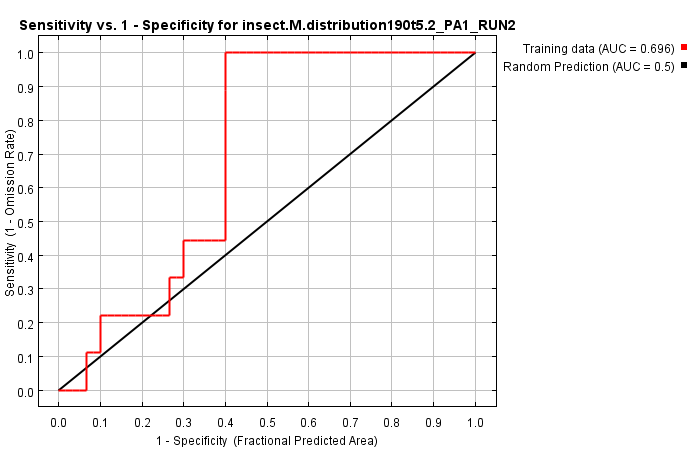 Sensitivity vs. 1 - Specificity for insect.M.distribution190t5.2_PA1_RUN2
Training data (AUC = 0.696)
Random Prediction (AUC = 0.5)
Sensitivity (1 - Omission Rate)
1.0
0.9
0.8
0.7
0.6
0.5
0.4
0.3
0.2
0.1
0.0
0.0 0.1 0.2 0.3 0.4 0.5 0.6 0.7 0.8 0.9 1.0
1 - Specificity (Fractional Predicted Area)